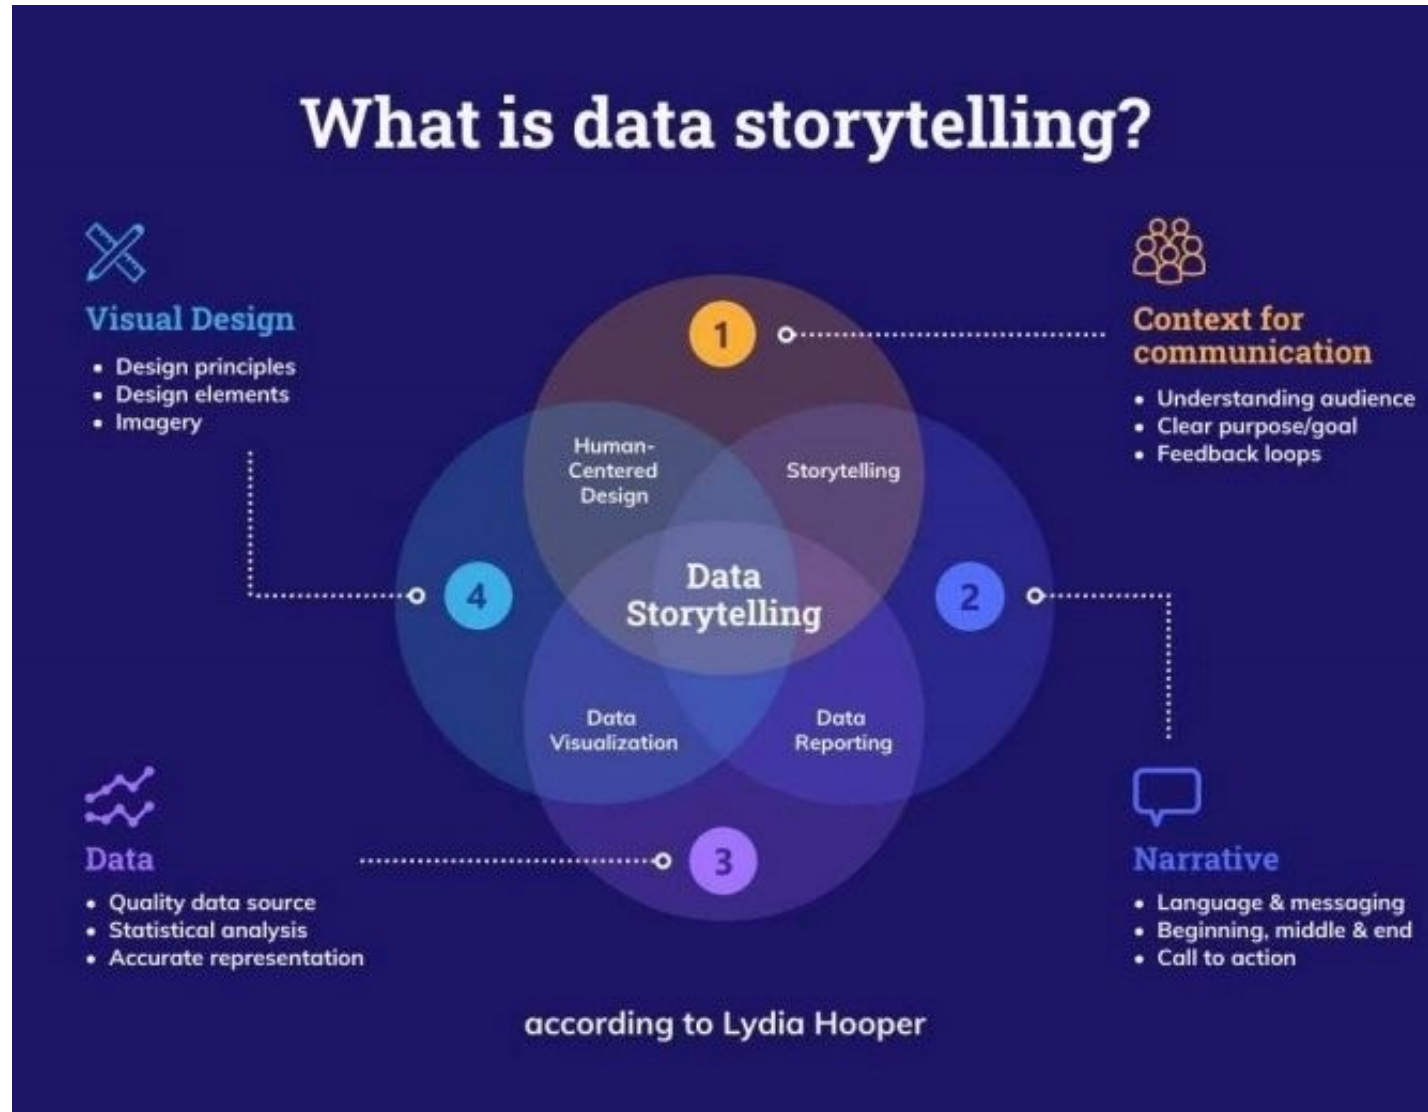 What is data storytelling?
Visual Design
• Design principles
• Design elements
• Imagery
Context for
communication
• Understanding audience
• Clear purpose/goal
• Feedback loops
1
Human-
Centered
Design
Storytelling
Data
Storytelling
4
2
Data
Visualization
Data
Reporting
3
Data
• Quality data source
• Statistical analysis
• Accurate representation
Narrative
• Language & messaging
• Beginning, middle & end
• Call to action
according to Lydia Hooper